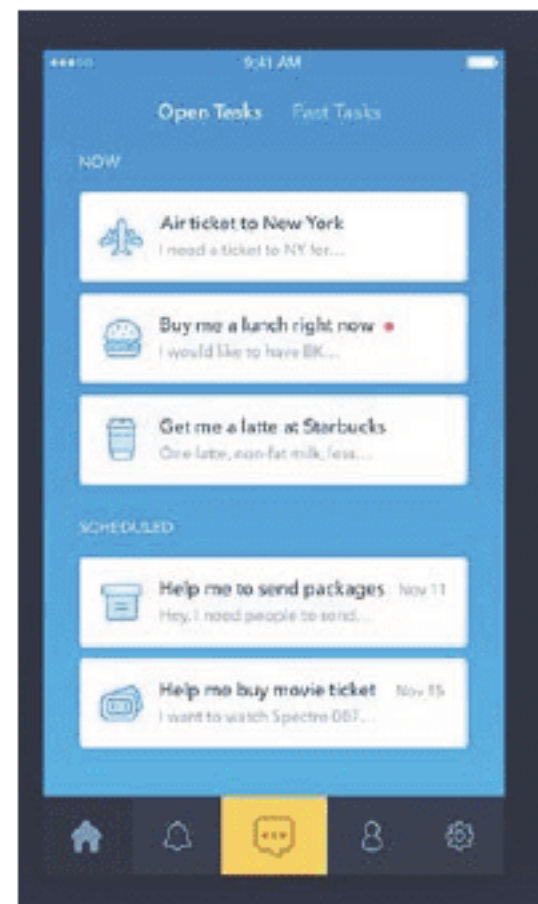 9:41 AM
Open Tasks Past Tasks
NOW
Air ticket to New York
I need a ticket to NY for...
Buy me a lunch right now
I would like to have BK...
Get me a latte at Starbucks
One latte, non-fat milk, less...
SCHEDULED
Help me to send packages Nov 11
Hey, I need people to send...
Help me buy movie ticket Nov 15
I want to watch Spectre 007...